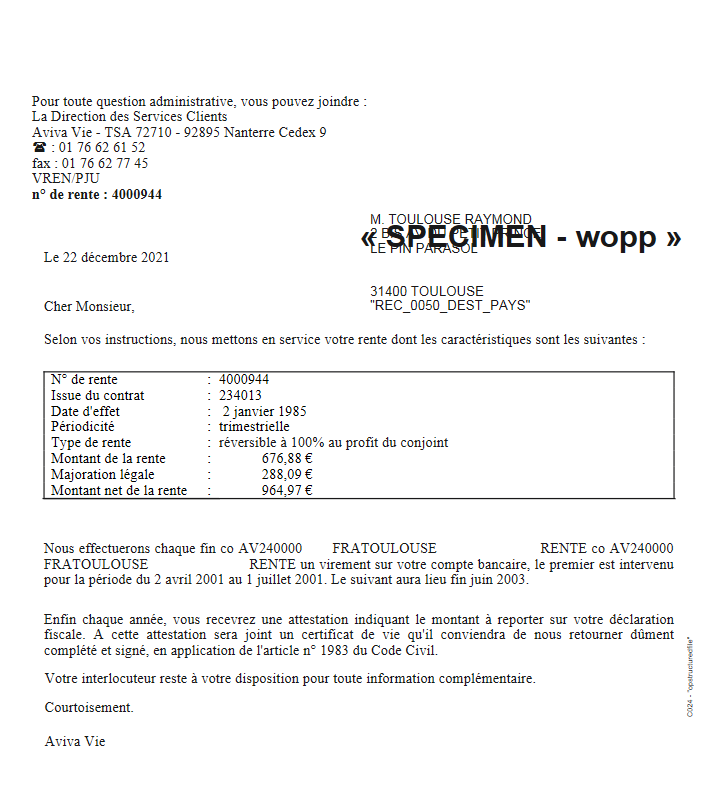 Pour toute question administrative, vous pouvez joindre :
La Direction des Services Clients
Aviva Vie - TSA 72710 - 92895 Nanterre Cedex 9
☎ : 01 76 62 61 52
fax : 01 76 62 77 45
VREN/PJU
n° de rente : 4000944
M. TOULOUSE RAYMOND
2 BIS AV DU PETIT PRINCE
« SPECIMEN - wopp »
LE PIN PARASOL
Le 22 décembre 2021
31400 TOULOUSE
"REC_0050_DEST_PAYS"
Cher Monsieur,
Selon vos instructions, nous mettons en service votre rente dont les caractéristiques sont les suivantes :
N° de rente : 4000944
Issue du contrat : 234013
Date d'effet : 2 janvier 1985
Périodicité : trimestrielle
Type de rente : réversible à 100% au profit du conjoint
Montant de la rente : 676,88 €
Majoration légale : 288,09 €
Montant net de la rente : 964,97 €
Nous effectuerons chaque fin co AV240000 FRATOULOUSE RENTE co AV240000
FRATOULOUSE RENTE un virement sur votre compte bancaire, le premier est intervenu
pour la période du 2 avril 2001 au 1 juillet 2001. Le suivant aura lieu fin juin 2003.
Enfin chaque année, vous recevrez une attestation indiquant le montant à reporter sur votre déclaration
fiscale. A cette attestation sera joint un certificat de vie qu'il conviendra de nous retourner dûment
complété et signé, en application de l'article n° 1983 du Code Civil.
Votre interlocuteur reste à votre disposition pour toute information complémentaire.
Courtoisement.
Aviva Vie
C024 - "opstructuredfile"